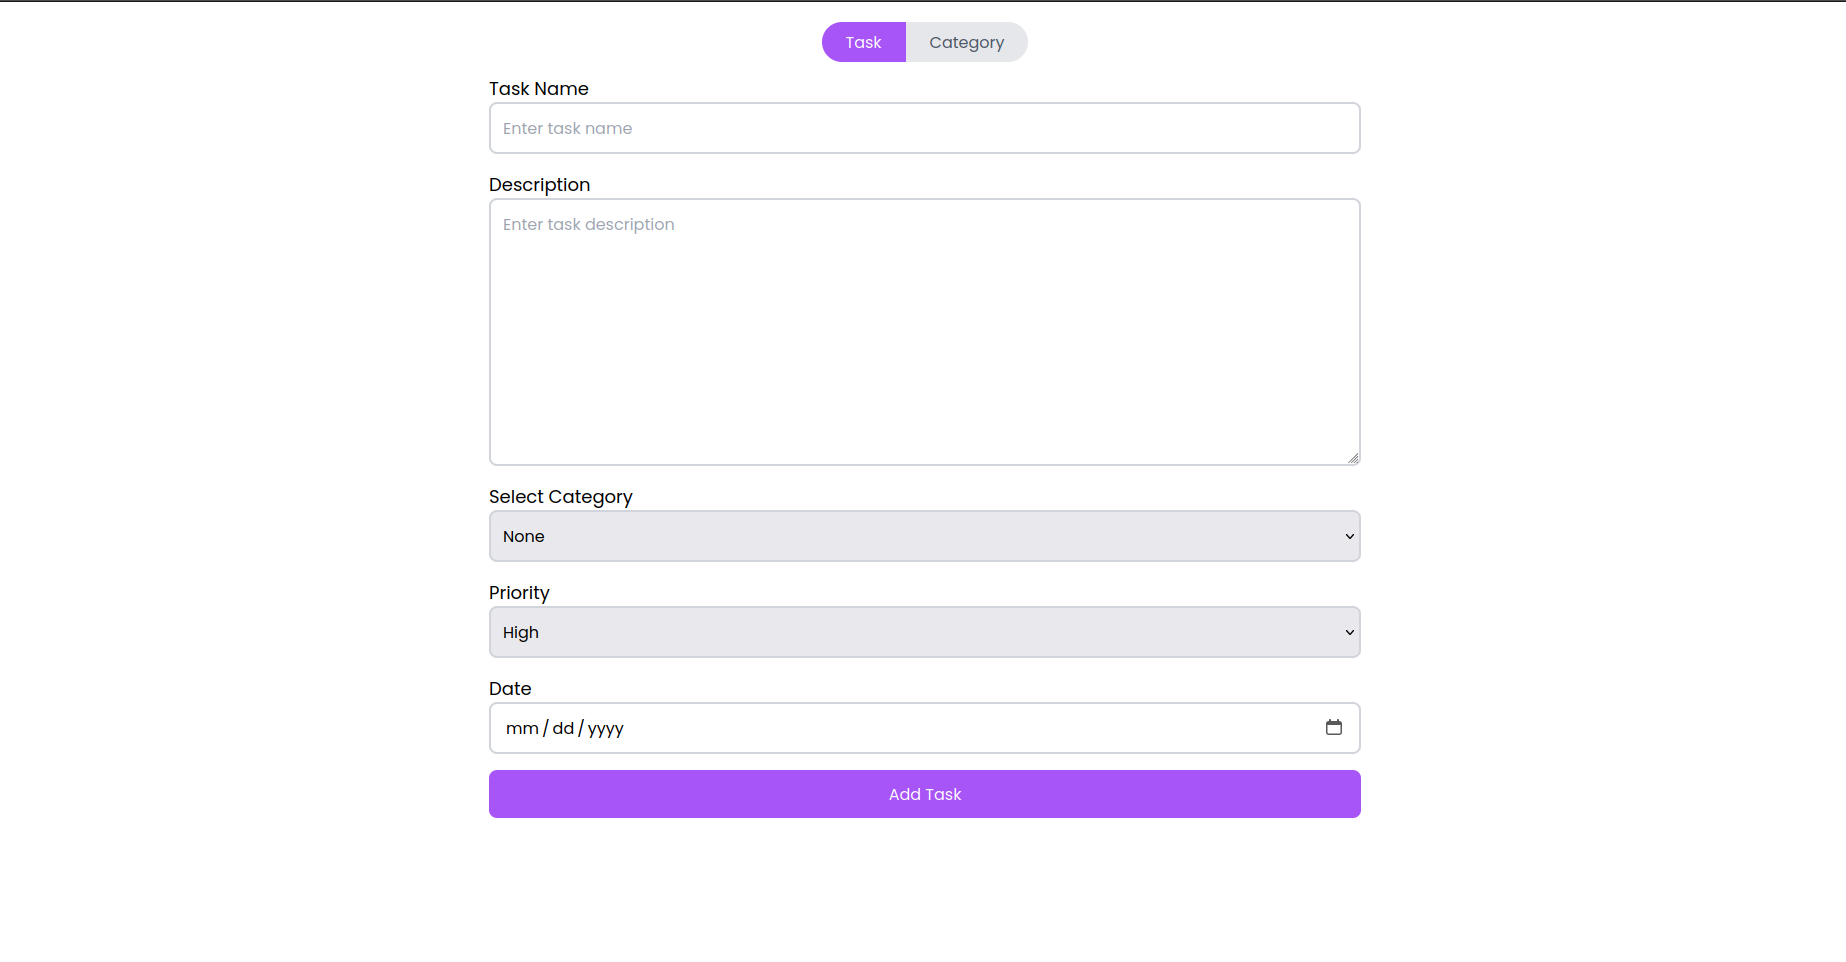 Task Category
Task Name
Enter task name
Description
Enter task description
Select Category
None
Priority
High
Date
mm/dd/yyyy
Add Task